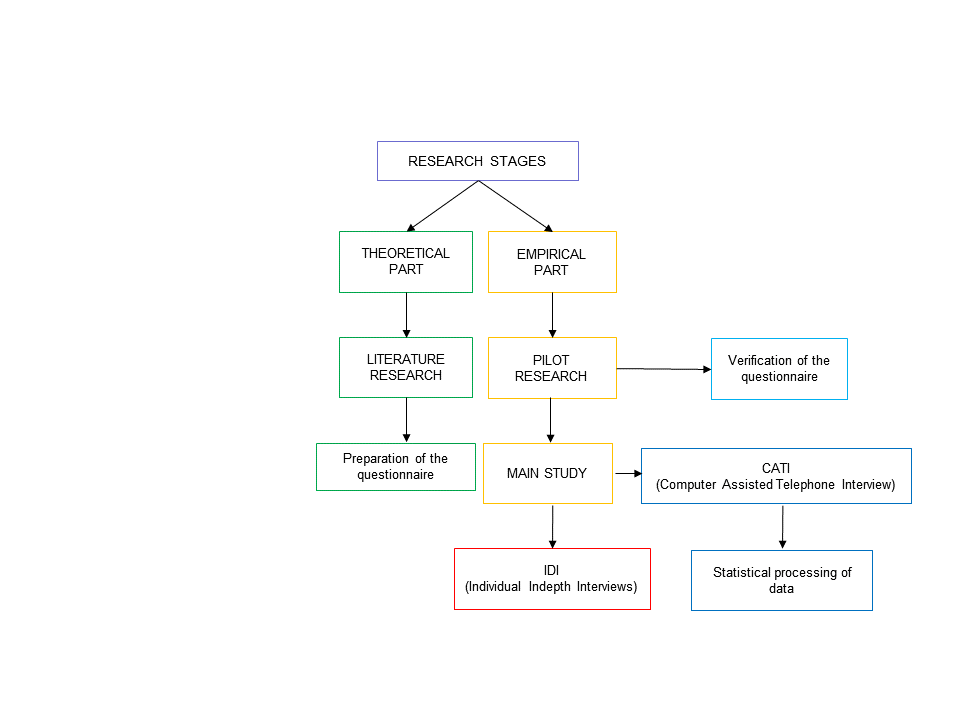 RESEARCH STAGES
THEORETICAL
PART
EMPIRICAL
PART
LITERATURE
RESEARCH
PILOT
RESEARCH
Verification of the
questionnaire
Preparation of the
questionnaire
MAIN STUDY
CATI
(Computer Assisted Telephone Interview)
IDI
(Individual Indepth Interviews)
Statistical processing of
data